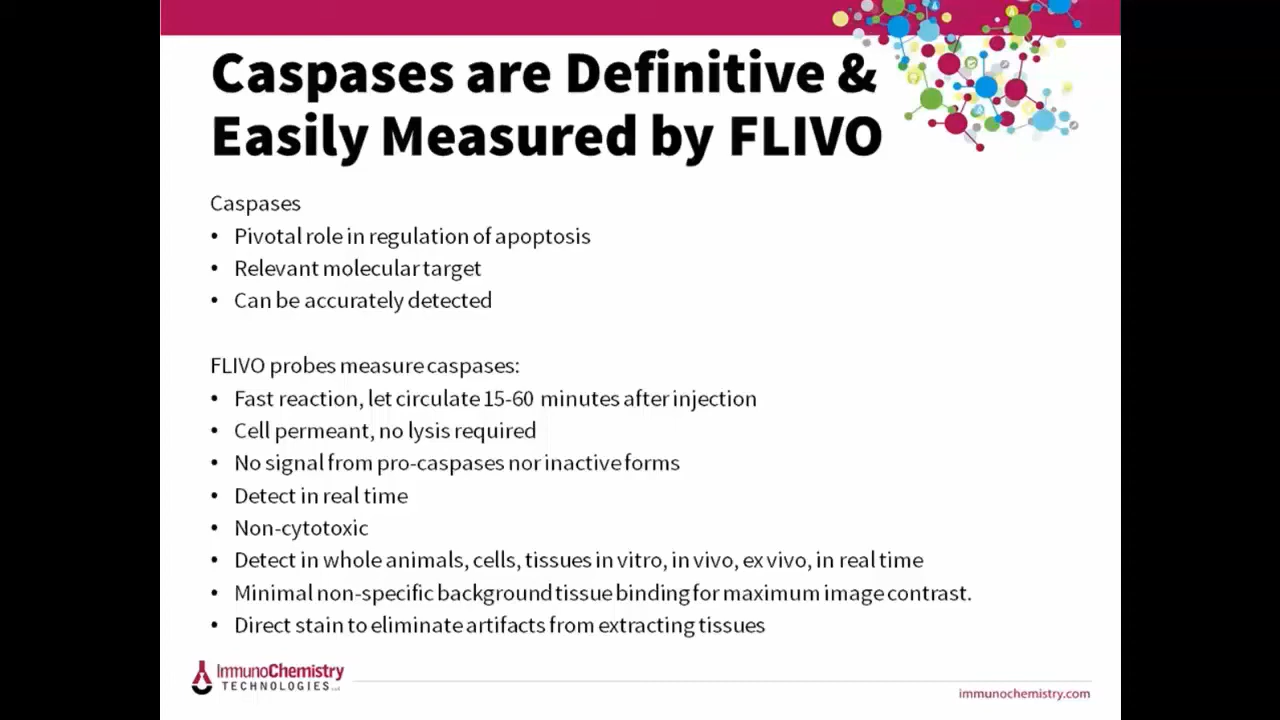 Caspases are Definitive &
Easily Measured by FLIVO
Caspases
• Pivotal role in regulation of apoptosis
• Relevant molecular target
• Can be accurately detected
FLIVO probes measure caspases:
• Fast reaction, let circulate 15-60 minutes after injection
• Cell permeant, no lysis required
• No signal from pro-caspases nor inactive forms
• Detect in real time
• Non-cytotoxic
• Detect in whole animals, cells, tissues in vitro, in vivo, ex vivo, in real time
• Minimal non-specific background tissue binding for maximum image contrast.
• Direct stain to eliminate artifacts from extracting tissues
ImmunoChemistry
TECHNOLOGIES LLC
immunochemistry.com